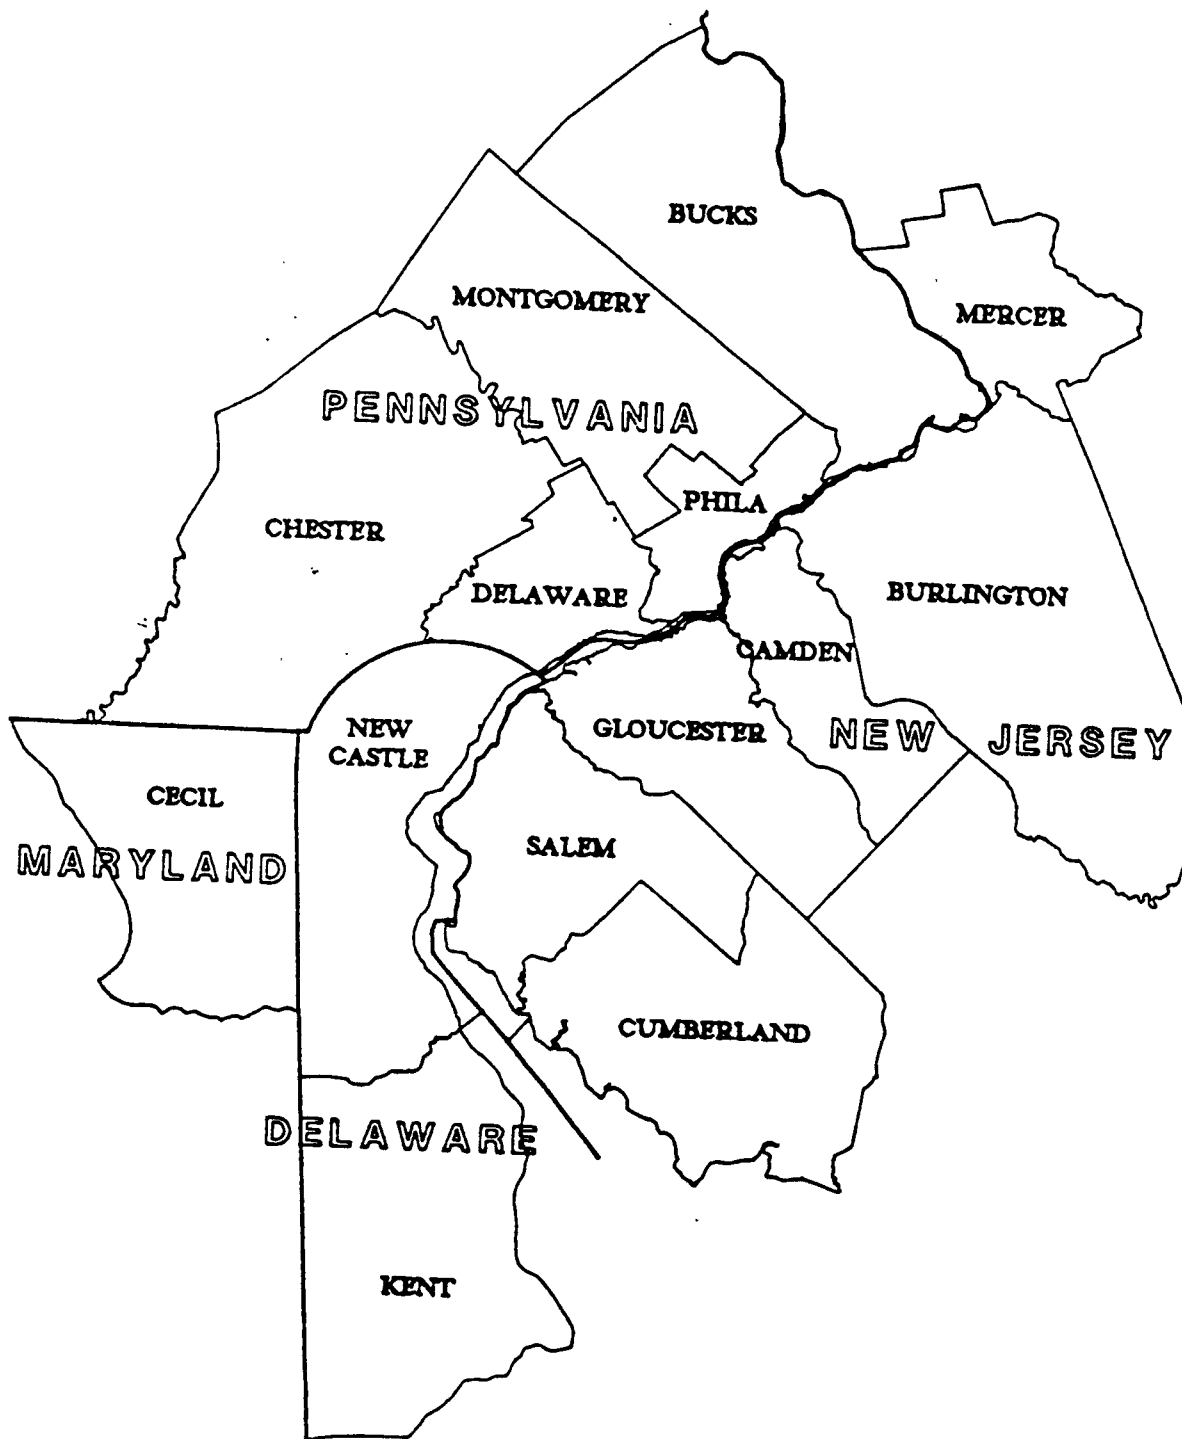 BUCKS
MONTGOMERY
MERCER
PENNSYLVANIA
PHILA
CHESTER
DELAWARE
BURLINGTON
CAMDEN
NEW
CASTLE
GLOUCESTER
NEW JERSEY
CECIL
SALEM
MARYLAND
CUMBERLAND
DELAWARE
KENT